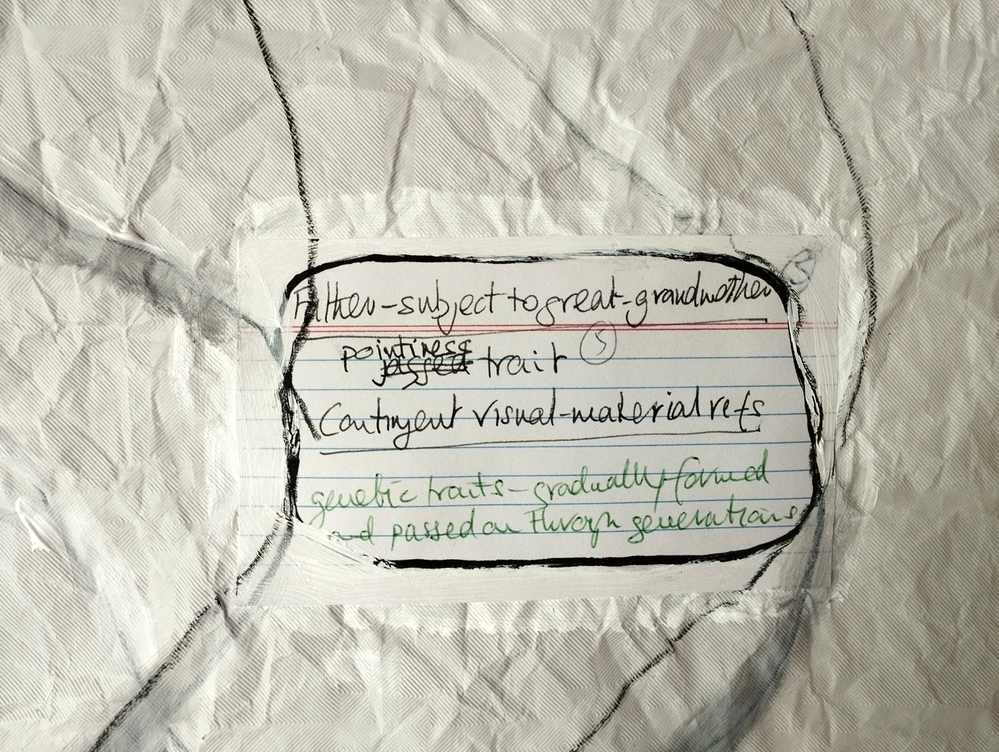 Father-subject to great-grandmother
pointiness
trait (5)
Contingent visual-material refs
genetic traits - gradually formed
and passed on through generations